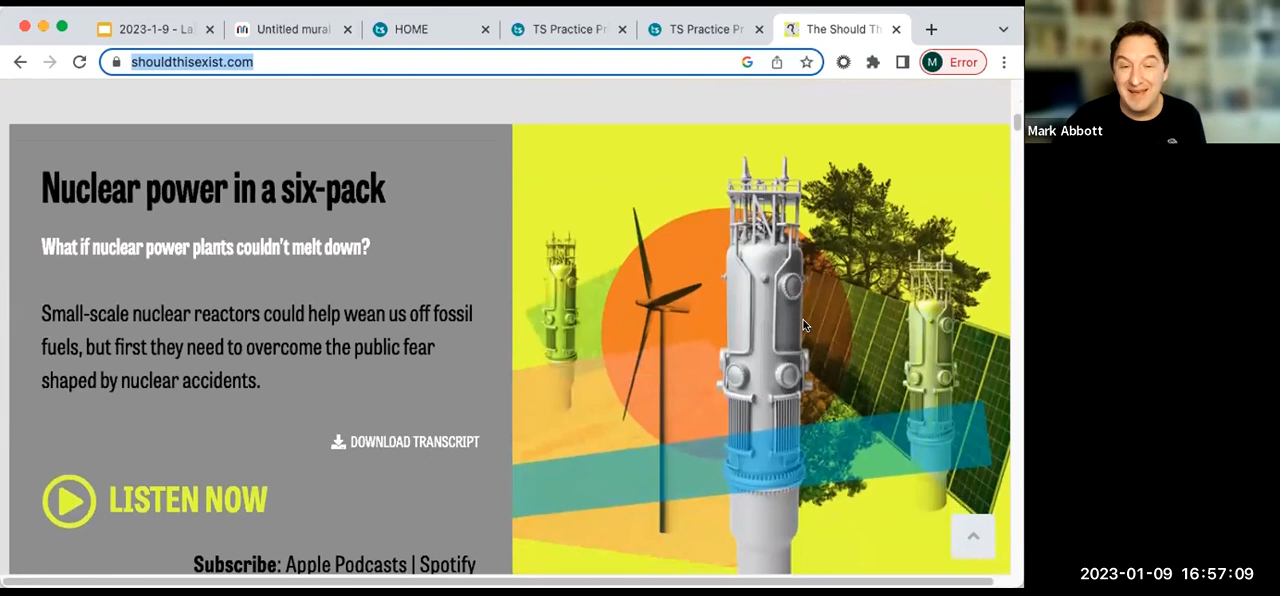 2023-1-9 - La
Untitled mural
HOME
TS Practice Pr
TS Practice Pr
The Should Th
shouldthisexist.com
M
Error
Mark Abbott
Nuclear power in a six-pack
What if nuclear power plants couldn't melt down?
Small-scale nuclear reactors could help wean us off fossil
fuels, but first they need to overcome the public fear
shaped by nuclear accidents.
DOWNLOAD TRANSCRIPT
LISTEN NOW
Subscribe: Apple Podcasts | Spotify
2023-01-09 16:57:09